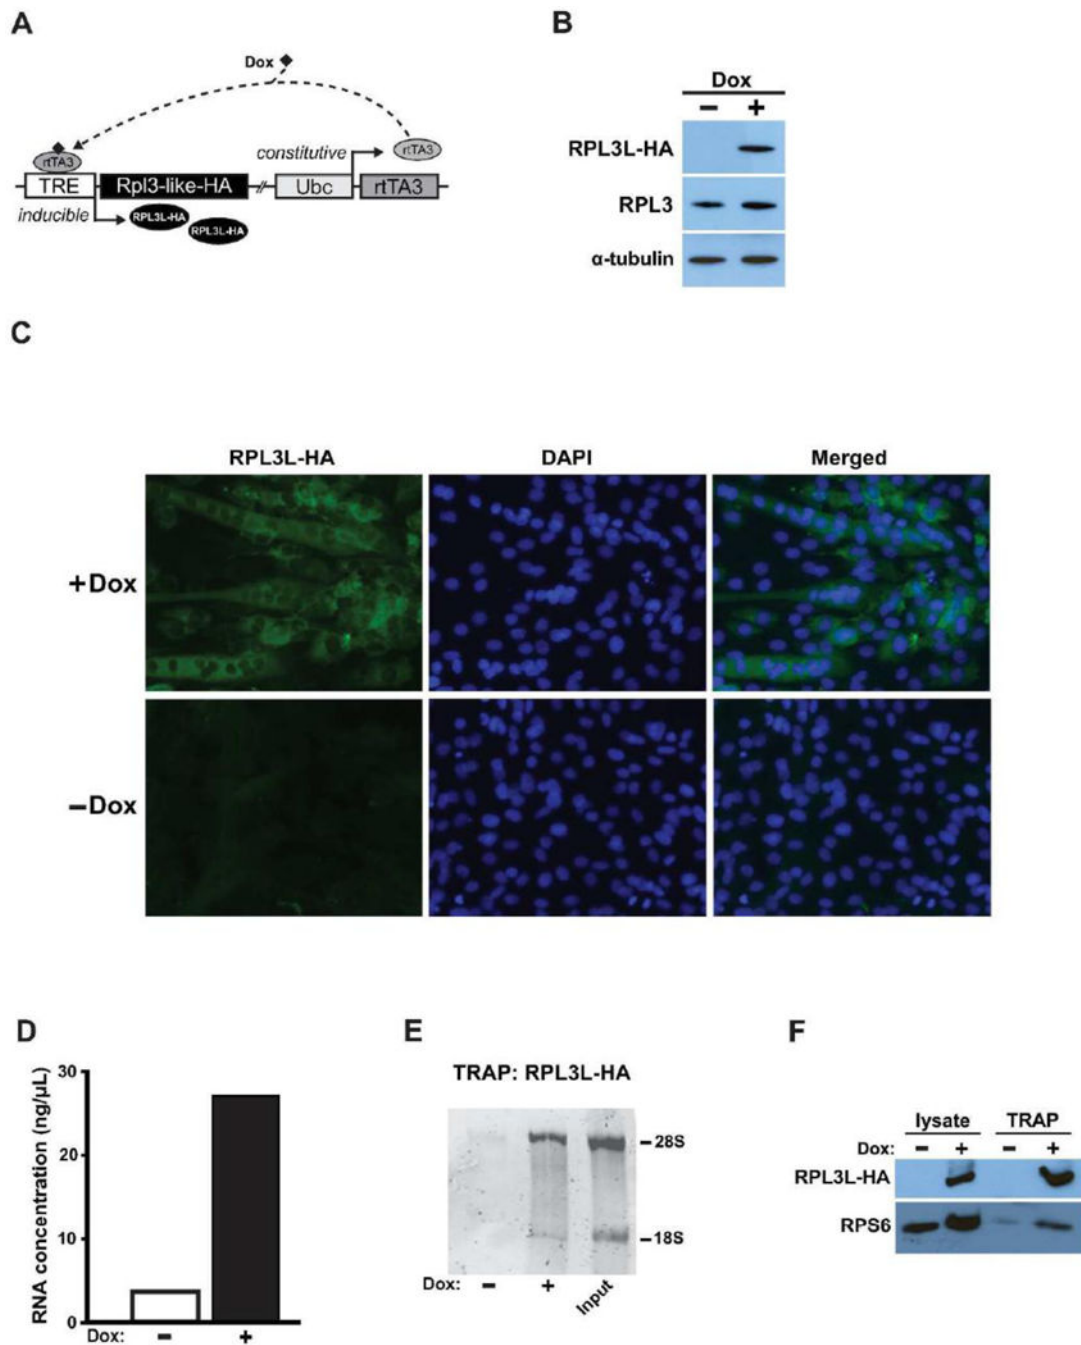 A
Dox
rtTA3
constitutive
rtTA3
TRE
Rpl3-like-HA
Ubc
rtTA3
inducible
RPL3L-HA
RPL3L-HA
B
Dox
− +
RPL3L-HA
RPL3
α-tubulin
C
RPL3L-HA DAPI Merged
+Dox
−Dox
D
RNA concentration (ng/µL)
30
20
10
0
Dox: − +
E
TRAP: RPL3L-HA
−28S
−18S
Dox: − + Input
F
lysate TRAP
Dox: − + − +
RPL3L-HA
RPS6